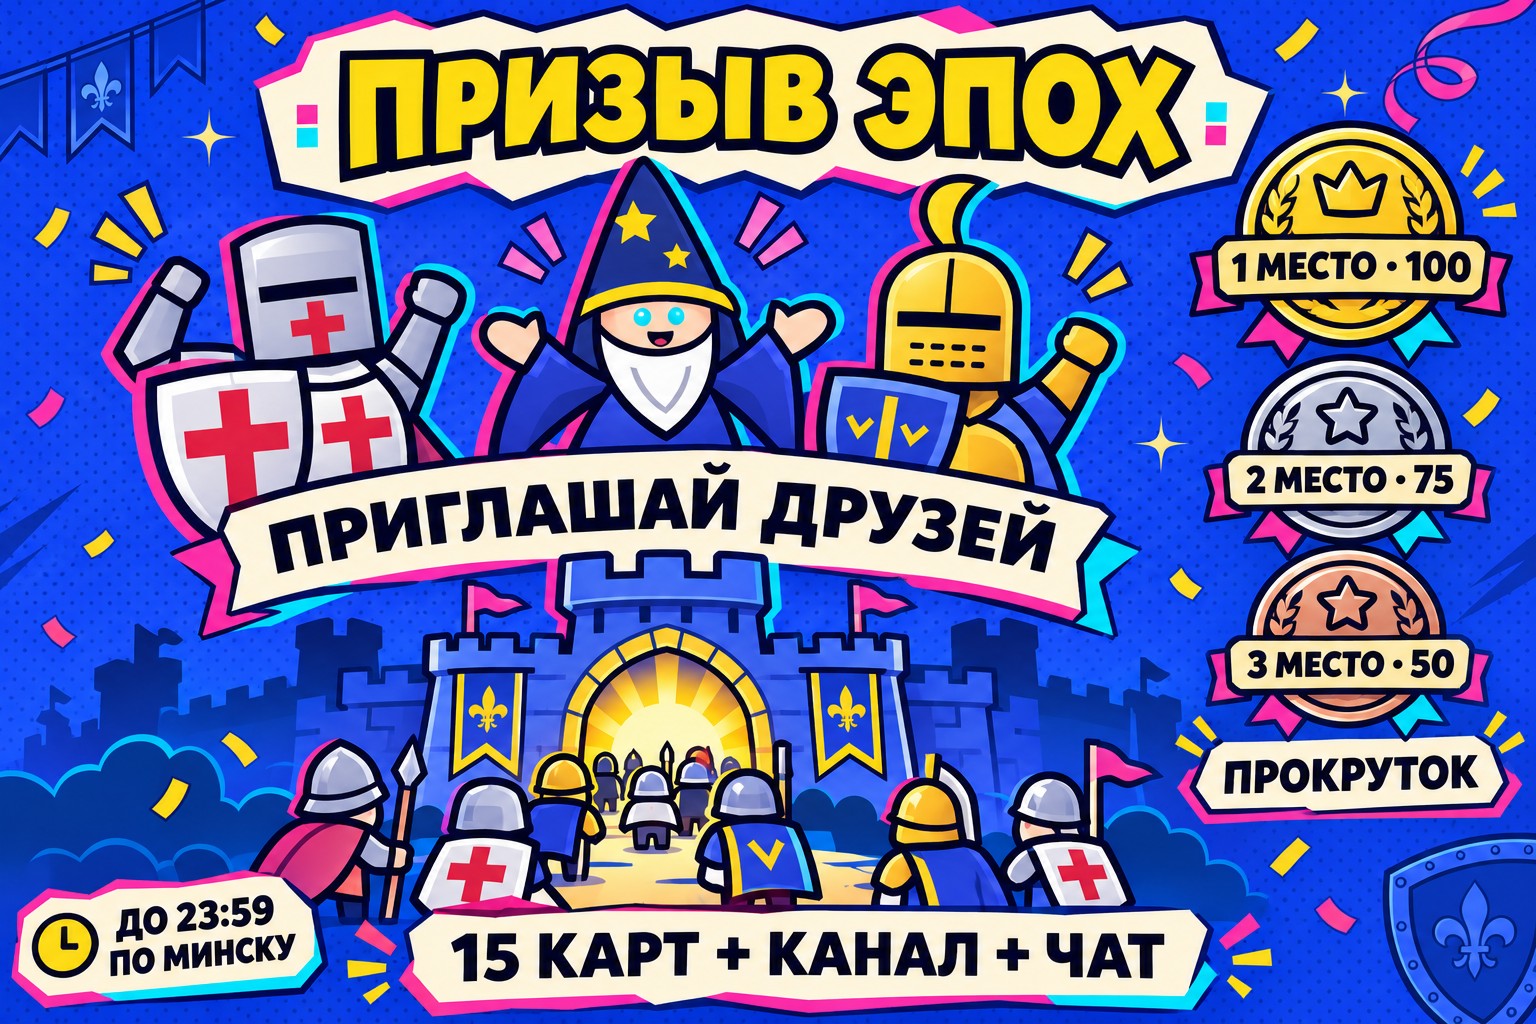 ПРИЗЫВ ЭПОХ
1 МЕСТО • 100
2 МЕСТО • 75
3 МЕСТО • 50
ПРОКРУТОК
ПРИГЛАШАЙ ДРУЗЕЙ
ДО 23:59
ПО МИНСКУ
15 КАРТ + КАНАЛ + ЧАТ